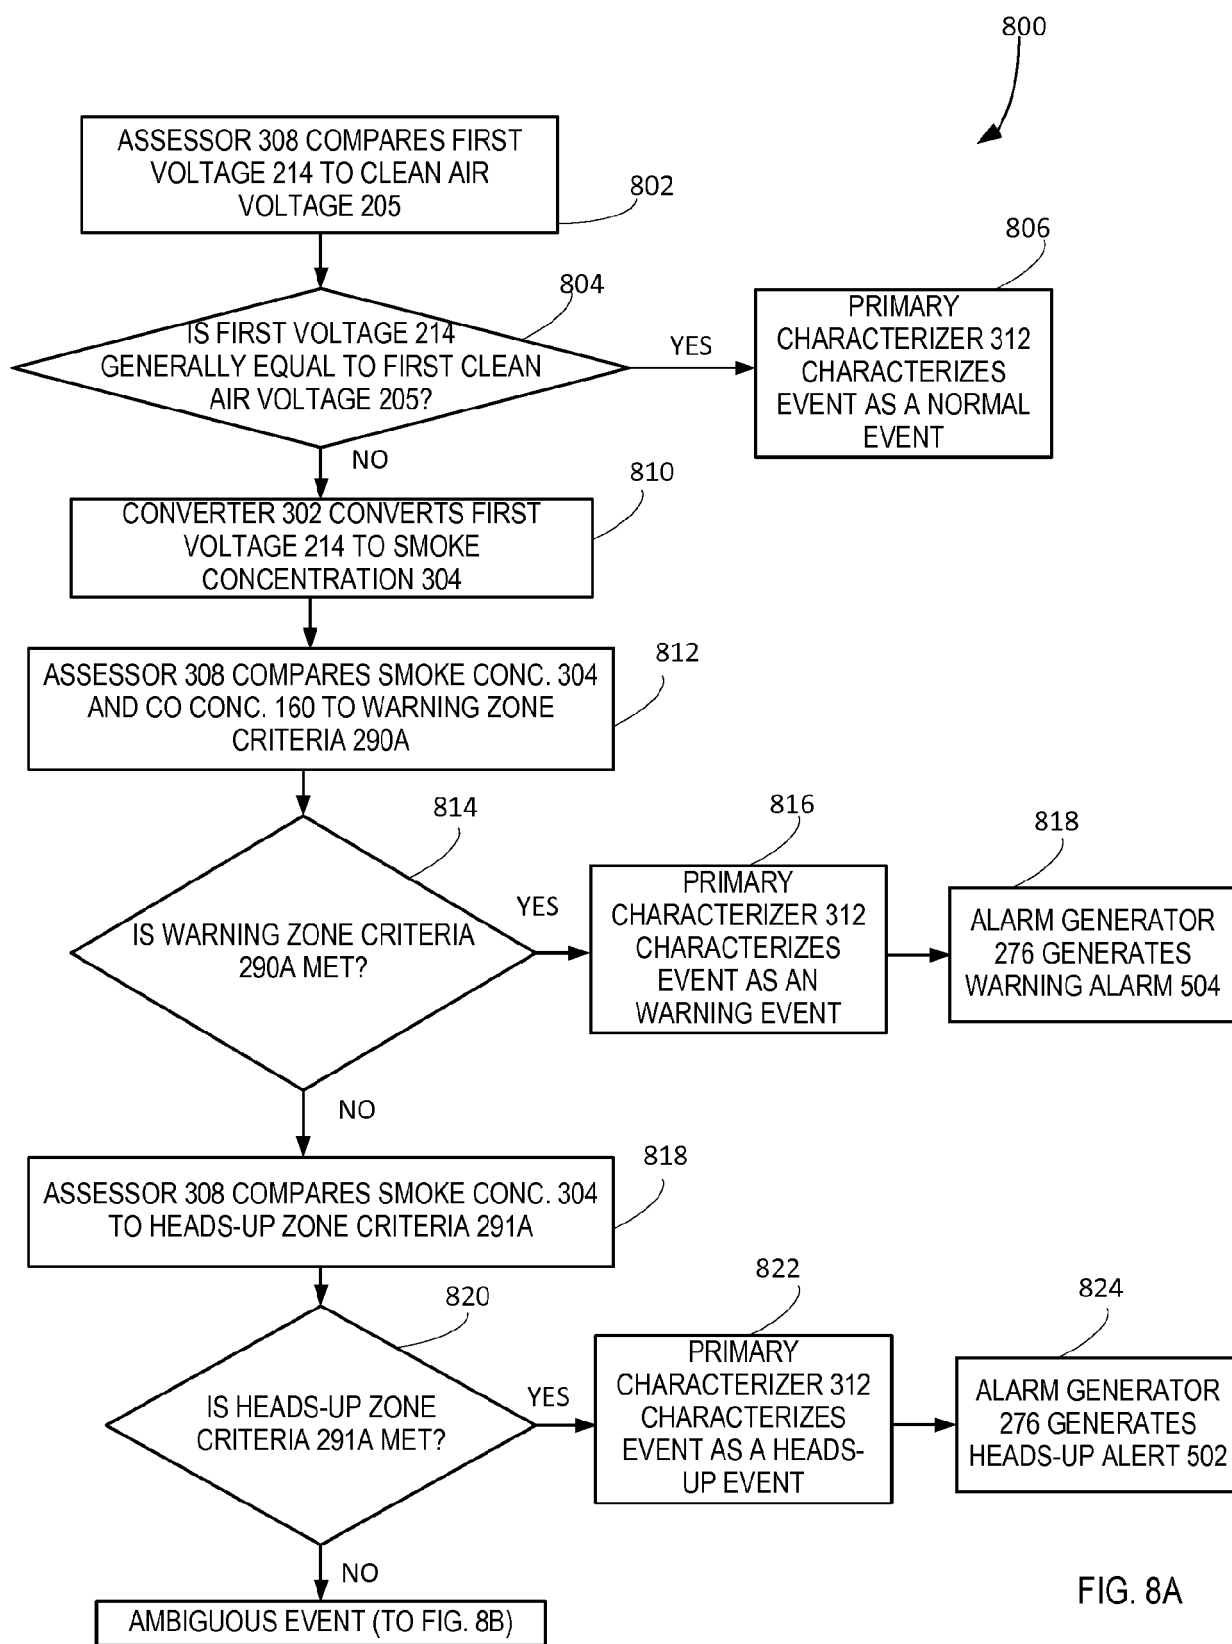 800
ASSESSOR 308 COMPARES FIRST
VOLTAGE 214 TO CLEAN AIR
VOLTAGE 205
802
804
IS FIRST VOLTAGE 214
GENERALLY EQUAL TO FIRST CLEAN
AIR VOLTAGE 205?
YES
806
PRIMARY
CHARACTERIZER 312
CHARACTERIZES
EVENT AS A NORMAL
EVENT
NO
810
CONVERTER 302 CONVERTS FIRST
VOLTAGE 214 TO SMOKE
CONCENTRATION 304
812
ASSESSOR 308 COMPARES SMOKE CONC. 304
AND CO CONC. 160 TO WARNING ZONE
CRITERIA 290A
814
IS WARNING ZONE CRITERIA
290A MET?
YES
816
PRIMARY
CHARACTERIZER 312
CHARACTERIZES
EVENT AS AN
WARNING EVENT
818
ALARM GENERATOR
276 GENERATES
WARNING ALARM 504
NO
818
ASSESSOR 308 COMPARES SMOKE CONC. 304
TO HEADS-UP ZONE CRITERIA 291A
820
IS HEADS-UP ZONE
CRITERIA 291A MET?
YES
822
PRIMARY
CHARACTERIZER 312
CHARACTERIZES
EVENT AS A HEADS-
UP EVENT
824
ALARM GENERATOR
276 GENERATES
HEADS-UP ALERT 502
NO
AMBIGUOUS EVENT (TO FIG. 8B)
FIG. 8A